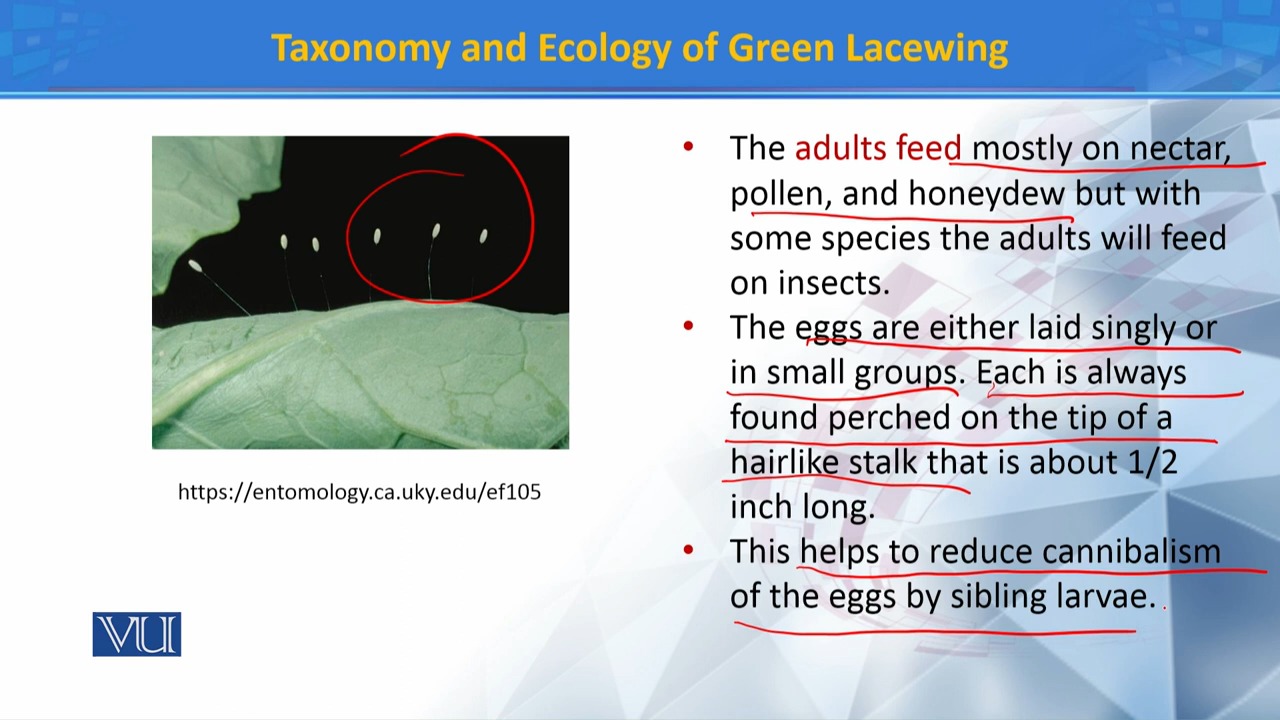 Taxonomy and Ecology of Green Lacewing
• The adults feed mostly on nectar,
pollen, and honeydew but with
some species the adults will feed
on insects.
• The eggs are either laid singly or
in small groups. Each is always
found perched on the tip of a
hairlike stalk that is about 1/2
inch long.
• This helps to reduce cannibalism
of the eggs by sibling larvae.
https://entomology.ca.uky.edu/ef105
VU